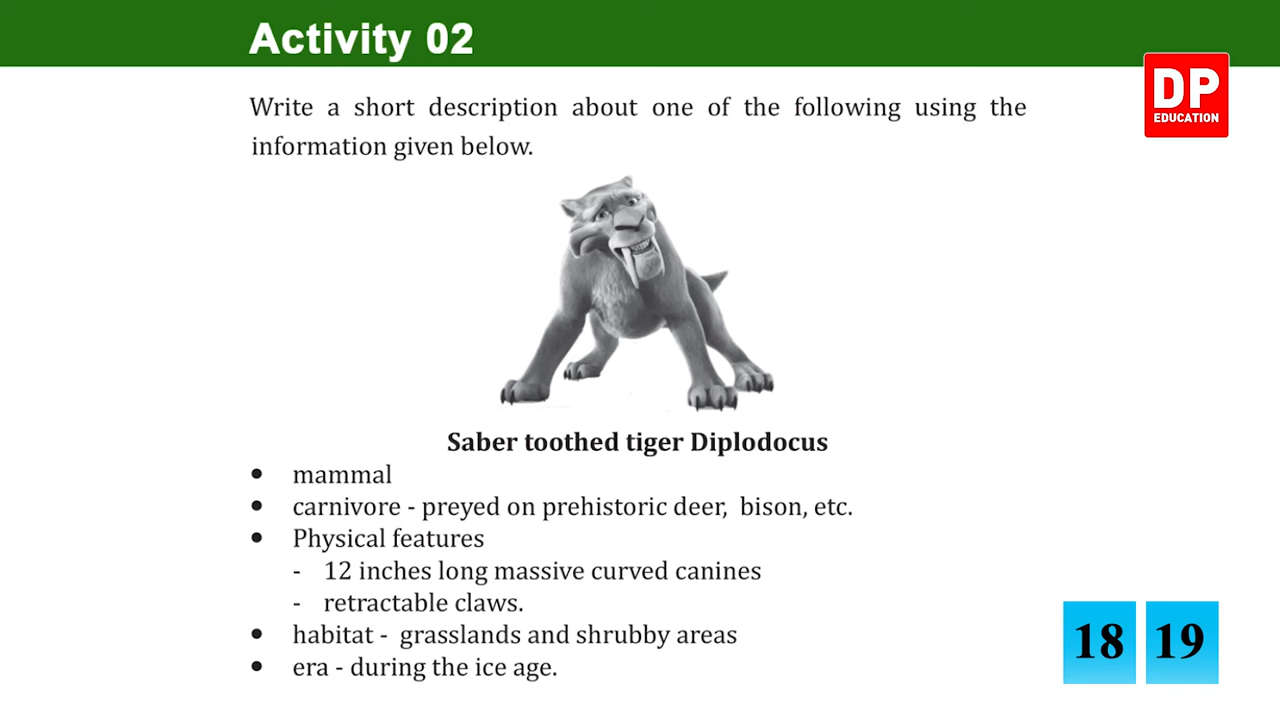 Activity 02
DP
EDUCATION
Write a short description about one of the following using the
information given below.
Saber toothed tiger Diplodocus
• mammal
• carnivore - preyed on prehistoric deer, bison, etc.
• Physical features
- 12 inches long massive curved canines
- retractable claws.
• habitat - grasslands and shrubby areas
• era - during the ice age.
18 19